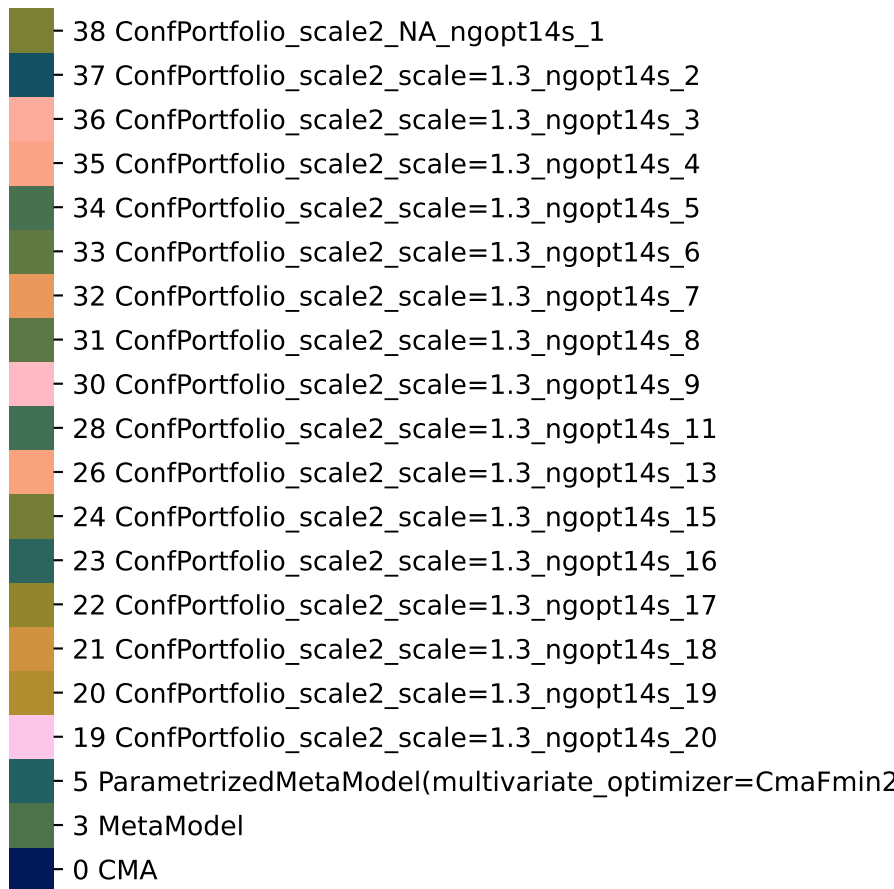 38 ConfPortfolio_scale2_NA_ngopt14s_1
37 ConfPortfolio_scale2_scale=1.3_ngopt14s_2
36 ConfPortfolio_scale2_scale=1.3_ngopt14s_3
35 ConfPortfolio_scale2_scale=1.3_ngopt14s_4
34 ConfPortfolio_scale2_scale=1.3_ngopt14s_5
33 ConfPortfolio_scale2_scale=1.3_ngopt14s_6
32 ConfPortfolio_scale2_scale=1.3_ngopt14s_7
31 ConfPortfolio_scale2_scale=1.3_ngopt14s_8
30 ConfPortfolio_scale2_scale=1.3_ngopt14s_9
28 ConfPortfolio_scale2_scale=1.3_ngopt14s_11
26 ConfPortfolio_scale2_scale=1.3_ngopt14s_13
24 ConfPortfolio_scale2_scale=1.3_ngopt14s_15
23 ConfPortfolio_scale2_scale=1.3_ngopt14s_16
22 ConfPortfolio_scale2_scale=1.3_ngopt14s_17
21 ConfPortfolio_scale2_scale=1.3_ngopt14s_18
20 ConfPortfolio_scale2_scale=1.3_ngopt14s_19
19 ConfPortfolio_scale2_scale=1.3_ngopt14s_20
5 ParametrizedMetaModel(multivariate_optimizer=CmaFmin2
3 MetaModel
0 CMA